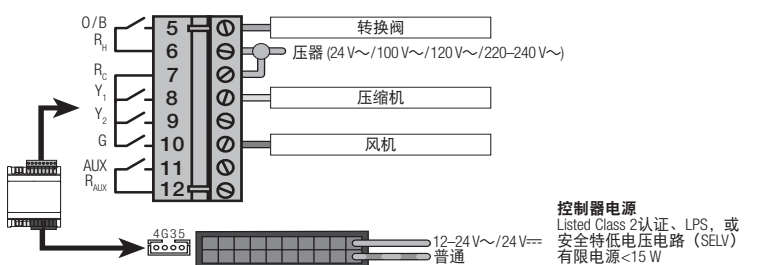 O/B 5 转换阀
R_H 6 压器 (24 V～/100 V～/120 V～/220–240 V～)
R_C 7
Y₁ 8 压缩机
Y₂ 9
G 10 风机
AUX 11
R_AUX 12
控制器电源
Listed Class 2认证、LPS，或
安全特低电压电路（SELV）
有限电源<15 W
4G35
12–24 V～/24 V⎓
普通